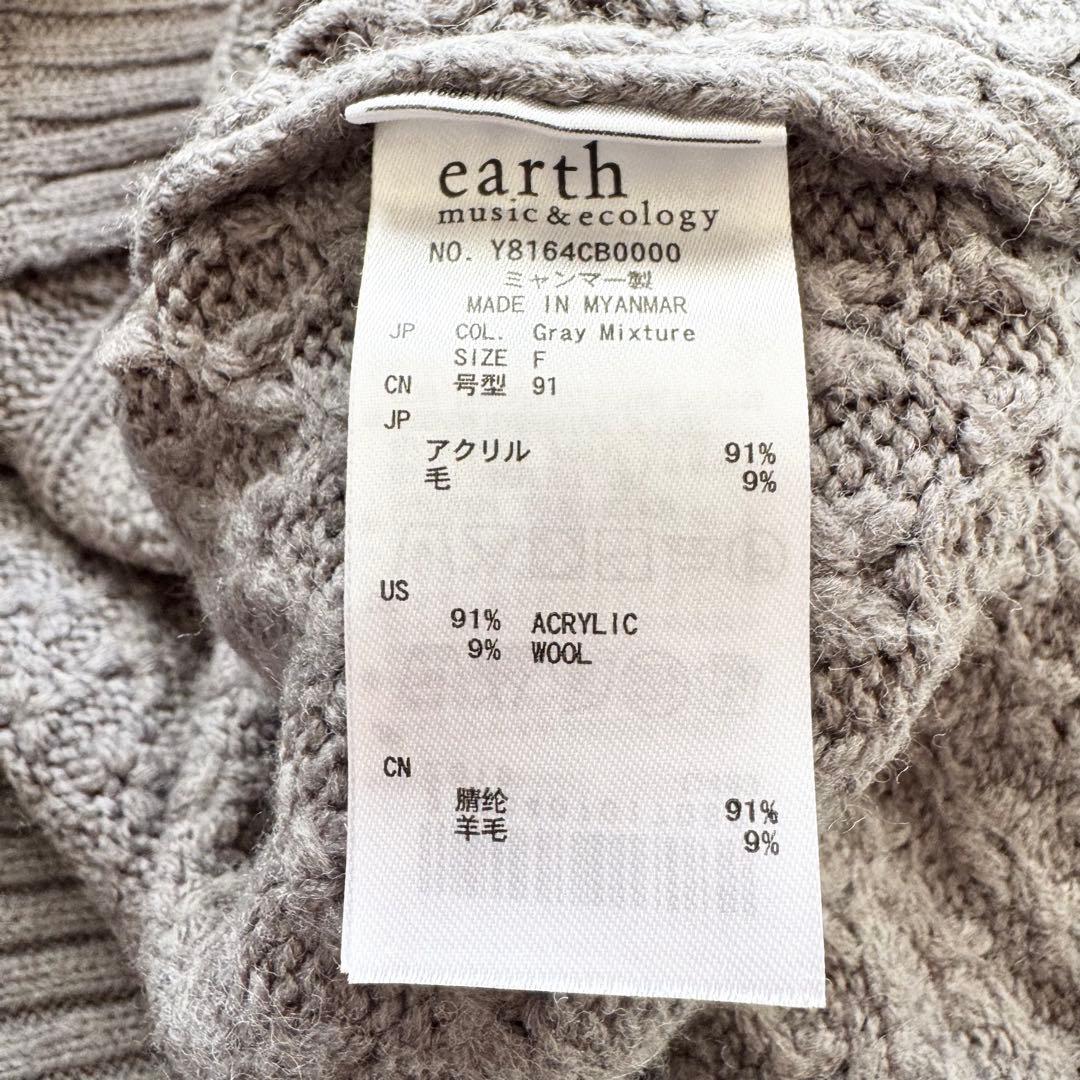 earth
music & ecology
NO. Y8164CB0000
ミャンマー製
MADE IN MYANMAR
JP COL. Gray Mixture
SIZE F
CN 号型 91
JP
アクリル 91%
毛 9%
US
91% ACRYLIC
9% WOOL
CN
腈纶 91%
羊毛 9%